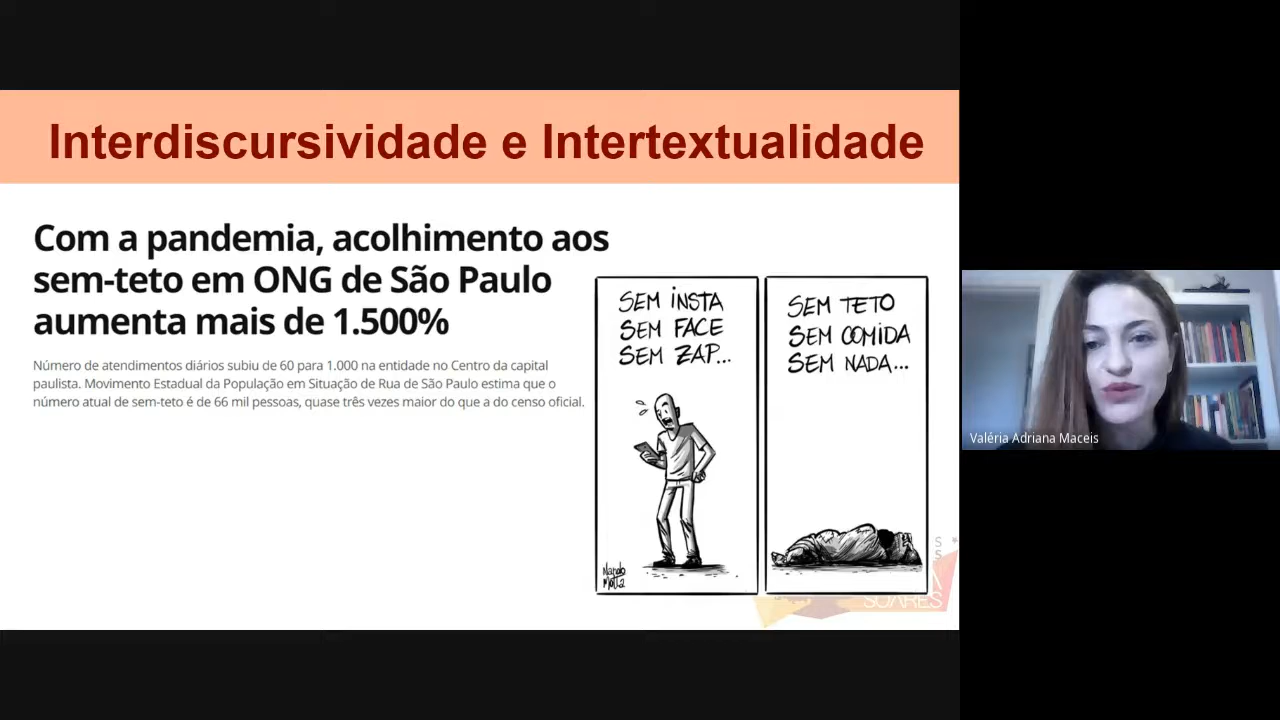 Interdiscursividade e Intertextualidade
Com a pandemia, acolhimento aos
sem-teto em ONG de São Paulo
aumenta mais de 1.500%
Número de atendimentos diários subiu de 60 para 1.000 na entidade no Centro da capital
paulista. Movimento Estadual da População em Situação de Rua de São Paulo estima que o
número atual de sem-teto é de 66 mil pessoas, quase três vezes maior do que a do censo oficial.
SEM INSTA
SEM FACE
SEM ZAP...
SEM TETO
SEM COMIDA
SEM NADA...
Nando
Motta
SOARES
Valéria Adriana Maceis